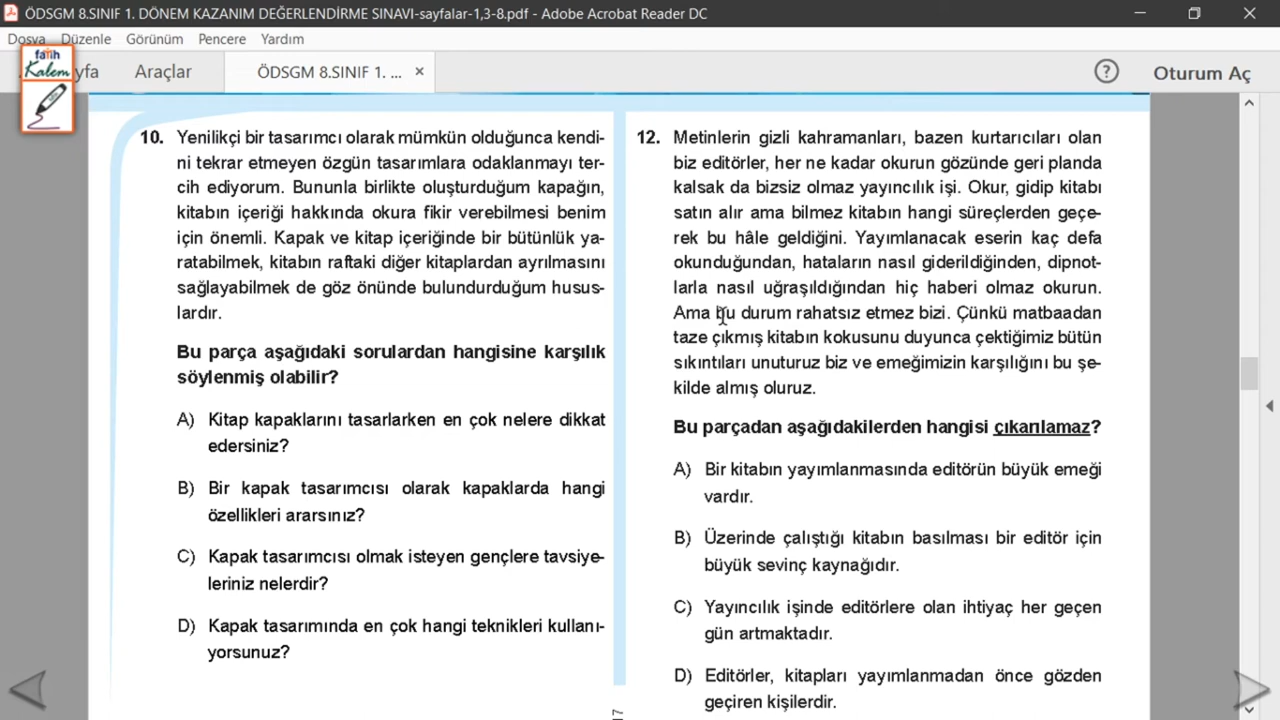 ÖDSGM 8.SINIF 1. DÖNEM KAZANIM DEĞERLENDİRME SINAVI-sayfalar-1,3-8.pdf - Adobe Acrobat Reader DC
Dosya Düzenle Görünüm Pencere Yardım
fatih
Kalem
yfa Araçlar ÖDSGM 8.SINIF 1. ... × ? Oturum Aç
10. Yenilikçi bir tasarımcı olarak mümkün olduğunca kendi-
ni tekrar etmeyen özgün tasarımlara odaklanmayı ter-
cih ediyorum. Bununla birlikte oluşturduğum kapağın,
kitabın içeriği hakkında okura fikir verebilmesi benim
için önemli. Kapak ve kitap içeriğinde bir bütünlük ya-
ratabilmek, kitabın raftaki diğer kitaplardan ayrılmasını
sağlayabilmek de göz önünde bulundurduğum husus-
lardır.
Bu parça aşağıdaki sorulardan hangisine karşılık
söylenmiş olabilir?
A) Kitap kapaklarını tasarlarken en çok nelere dikkat
edersiniz?
B) Bir kapak tasarımcısı olarak kapaklarda hangi
özellikleri ararsınız?
C) Kapak tasarımcısı olmak isteyen gençlere tavsiye-
leriniz nelerdir?
D) Kapak tasarımında en çok hangi teknikleri kullanı-
yorsunuz?
12. Metinlerin gizli kahramanları, bazen kurtarıcıları olan
biz editörler, her ne kadar okurun gözünde geri planda
kalsak da bizsiz olmaz yayıncılık işi. Okur, gidip kitabı
satın alır ama bilmez kitabın hangi süreçlerden geçe-
rek bu hâle geldiğini. Yayımlanacak eserin kaç defa
okunduğundan, hataların nasıl giderildiğinden, dipnot-
larla nasıl uğraşıldığından hiç haberi olmaz okurun.
Ama bu durum rahatsız etmez bizi. Çünkü matbaadan
taze çıkmış kitabın kokusunu duyunca çektiğimiz bütün
sıkıntıları unuturuz biz ve emeğimizin karşılığını bu şe-
kilde almış oluruz.
Bu parçadan aşağıdakilerden hangisi çıkarılamaz?
A) Bir kitabın yayımlanmasında editörün büyük emeği
vardır.
B) Üzerinde çalıştığı kitabın basılması bir editör için
büyük sevinç kaynağıdır.
C) Yayıncılık işinde editörlere olan ihtiyaç her geçen
gün artmaktadır.
D) Editörler, kitapları yayımlanmadan önce gözden
geçiren kişilerdir.